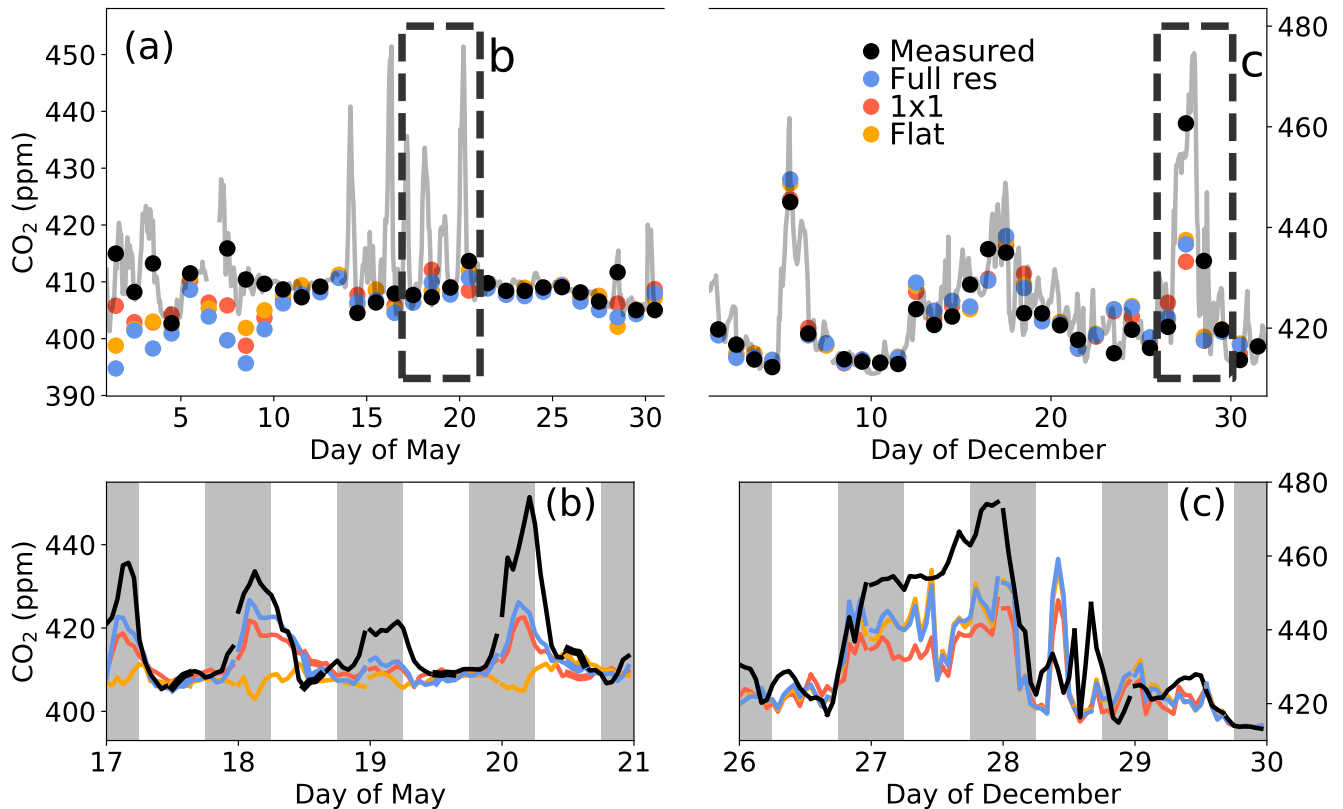 (a)
b
c
Measured
Full res
1x1
Flat
CO₂ (ppm)
450
440
430
420
410
400
390
480
460
440
420
5 10 15 20 25 30
10 20 30
Day of May
Day of December
(b)
(c)
CO₂ (ppm)
440
420
400
480
460
440
420
17 18 19 20 21
26 27 28 29 30
Day of May
Day of December